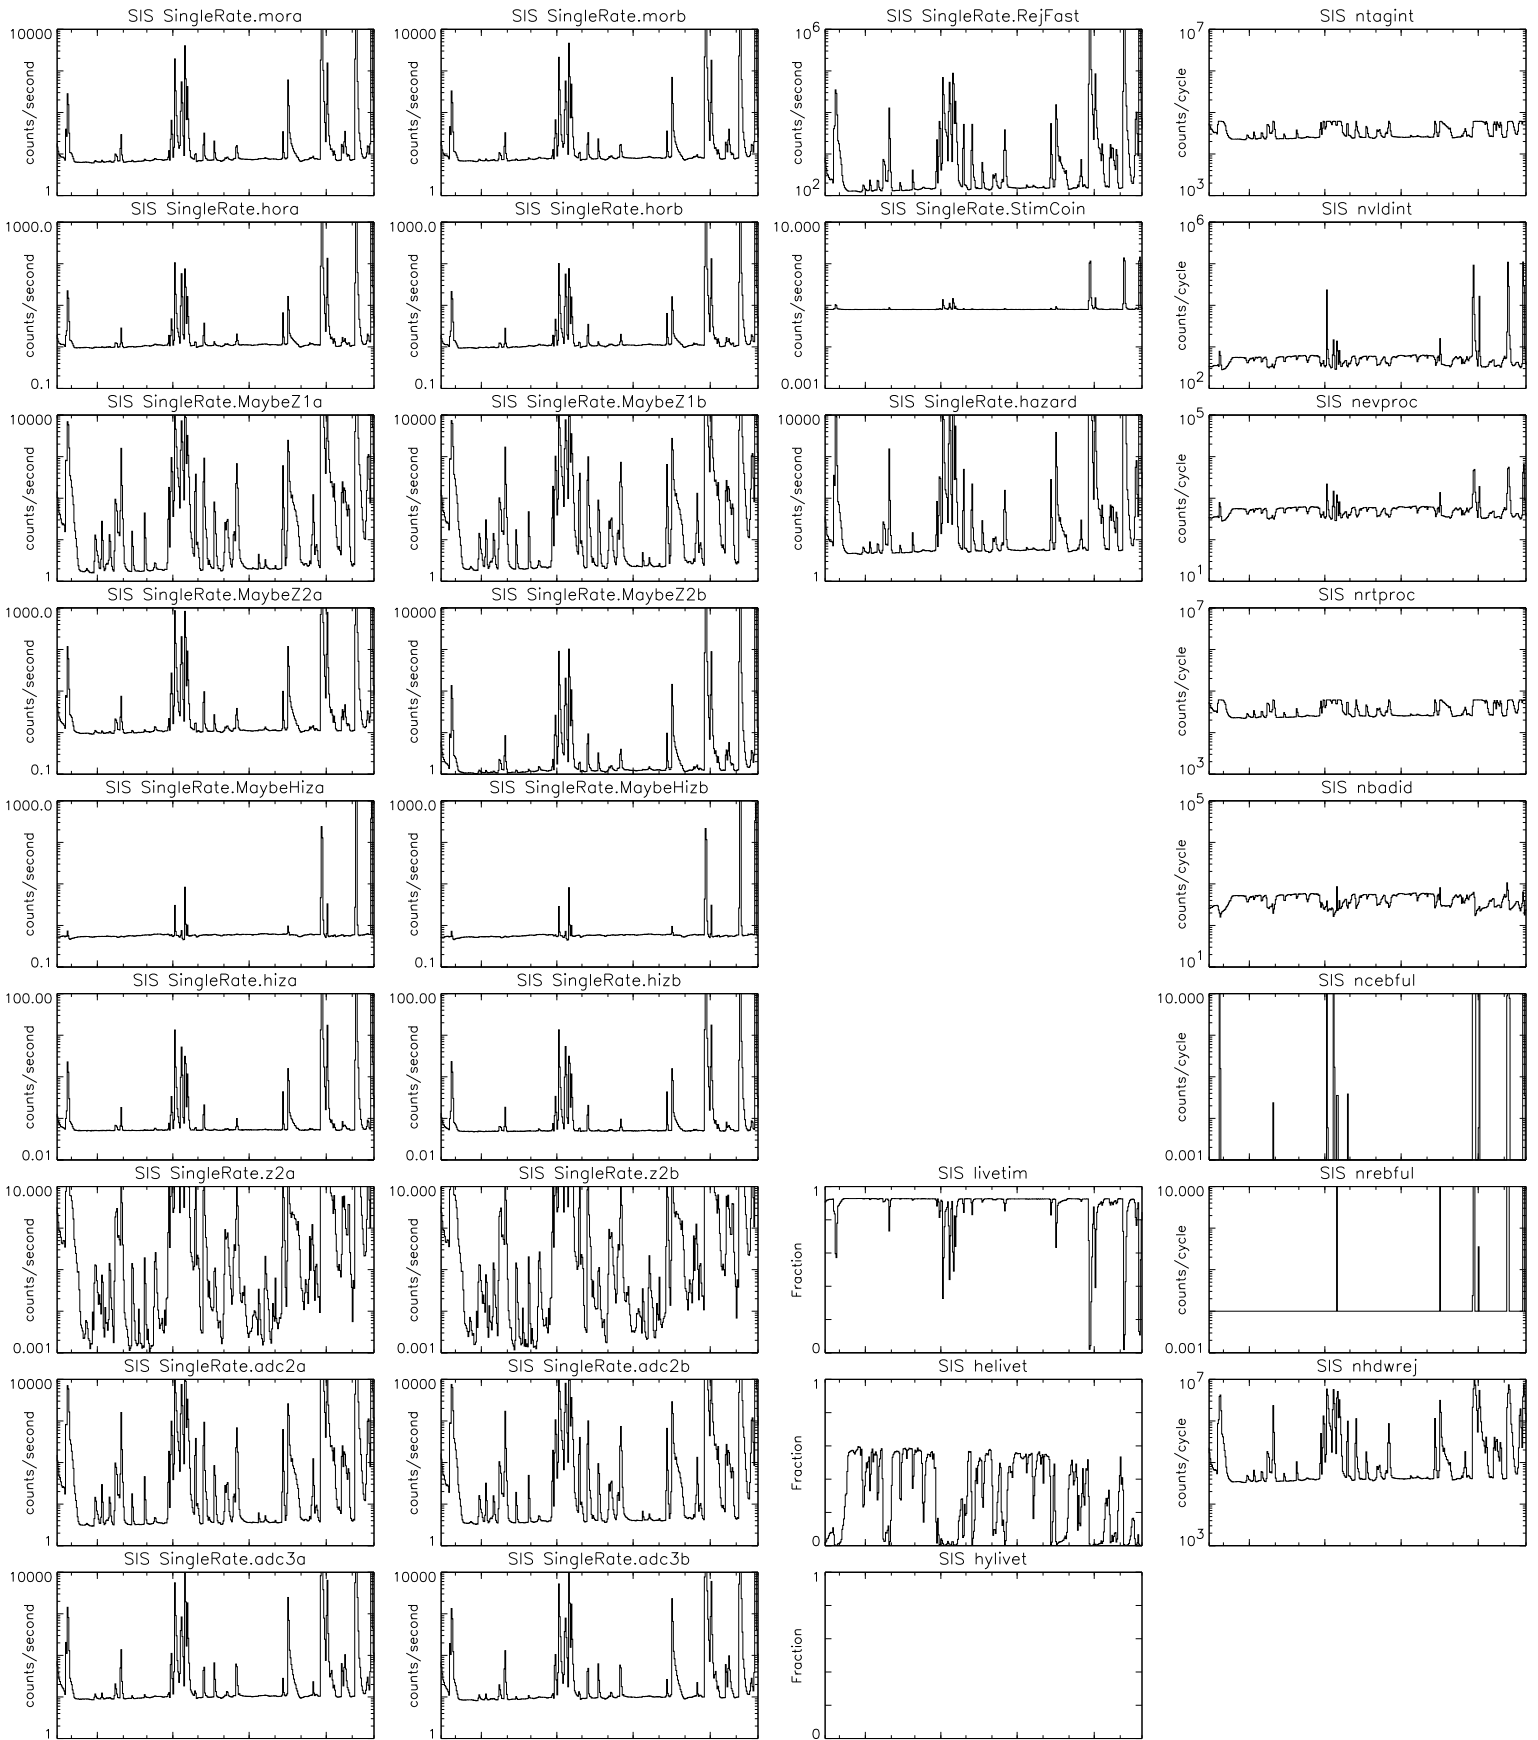 SIS SingleRate.mora
SIS SingleRate.morb
SIS SingleRate.RejFast
SIS ntagint
10000
counts/second
1
10000
counts/second
1
10^6
counts/second
10^2
10^7
counts/cycle
10^3
SIS SingleRate.hora
SIS SingleRate.horb
SIS SingleRate.StimCoin
SIS nvldint
1000.0
counts/second
0.1
1000.0
counts/second
0.1
10.000
counts/second
0.001
10^6
counts/cycle
10^2
SIS SingleRate.MaybeZ1a
SIS SingleRate.MaybeZ1b
SIS SingleRate.hazard
SIS nevproc
10000
counts/second
1
10000
counts/second
1
10000
counts/second
1
10^5
counts/cycle
10^1
SIS SingleRate.MaybeZ2a
SIS SingleRate.MaybeZ2b
SIS nrtproc
1000.0
counts/second
0.1
10000
counts/second
1
10^7
counts/cycle
10^3
SIS SingleRate.MaybeHiza
SIS SingleRate.MaybeHizb
SIS nbadid
1000.0
counts/second
0.1
1000.0
counts/second
0.1
10^5
counts/cycle
10^1
SIS SingleRate.hiza
SIS SingleRate.hizb
SIS ncebful
100.00
counts/second
0.01
100.00
counts/second
0.01
10.000
counts/cycle
0.001
SIS SingleRate.z2a
SIS SingleRate.z2b
SIS livetim
SIS nrebful
10.000
counts/second
0.001
10.000
counts/second
0.001
1
Fraction
0
10.000
counts/cycle
0.001
SIS SingleRate.adc2a
SIS SingleRate.adc2b
SIS helivet
SIS nhdwrej
10000
counts/second
1
10000
counts/second
1
1
Fraction
0
10^7
counts/cycle
10^3
SIS SingleRate.adc3a
SIS SingleRate.adc3b
SIS hylivet
10000
counts/second
1
10000
counts/second
1
1
Fraction
0